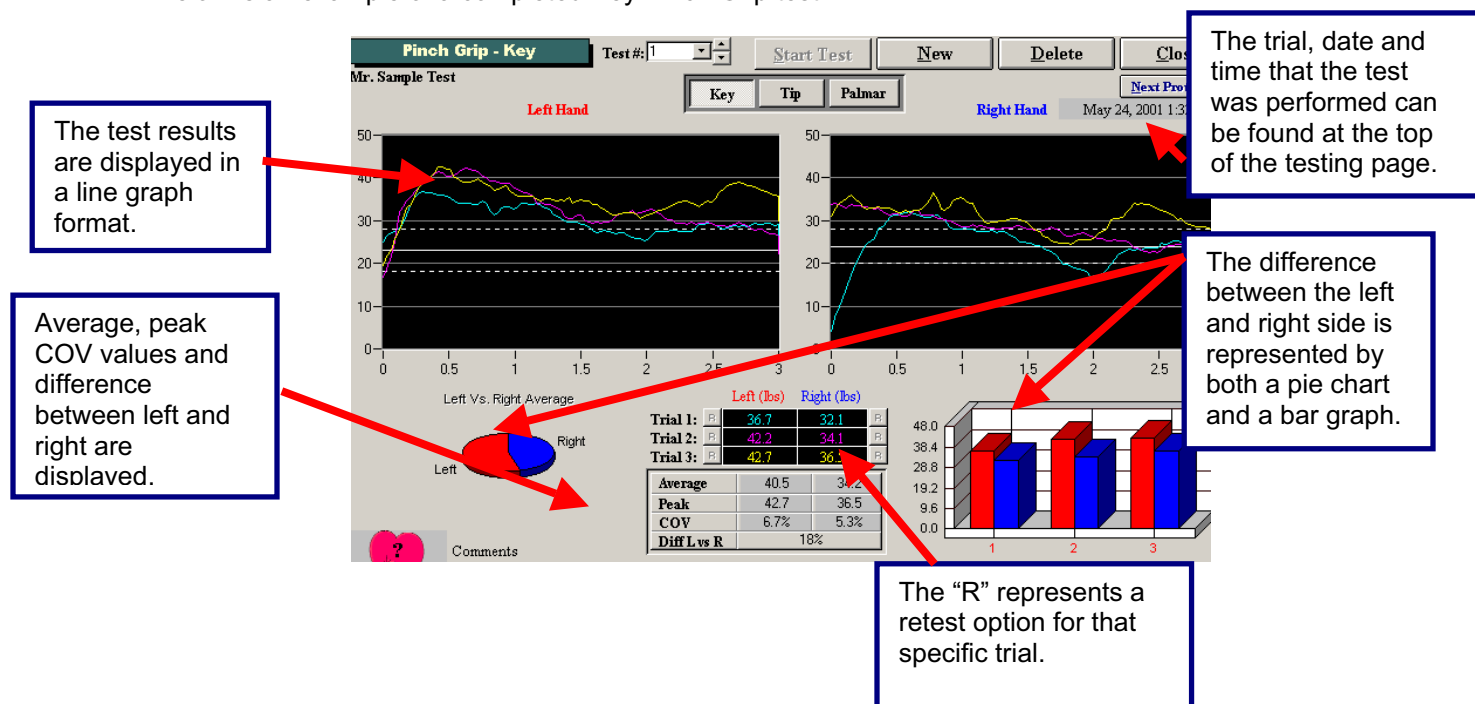 Pinch Grip - Key Test #: 1 Start Test New Delete
Mr. Sample Test
Key Tip Palmar
Next
Left Hand
Right Hand May 24, 2001
The trial, date and
time that the test
was performed can
be found at the top
of the testing page.
The test results
are displayed in
a line graph
format.
50
40
30
20
10
0
0 0.5 1 1.5 2 2.5 3
50
40
30
20
10
0
0 0.5 1 1.5 2 2.5
The difference
between the left
and right side is
represented by
both a pie chart
and a bar graph.
Average, peak
COV values and
difference
between left and
right are
displayed.
Left Vs. Right Average
Right
Left
Left (lbs) Right (lbs)
Trial 1: R 36.7 32.1 R
Trial 2: R 42.2 34.1 R
Trial 3: R 42.7 R
Average 40.5
Peak 42.7 36.5
COV 6.7% 5.3%
Diff L vs R 18%
48.0
38.4
28.8
19.2
9.6
0.0
1 2 3
?
Comments
The “R” represents a
retest option for that
specific trial.